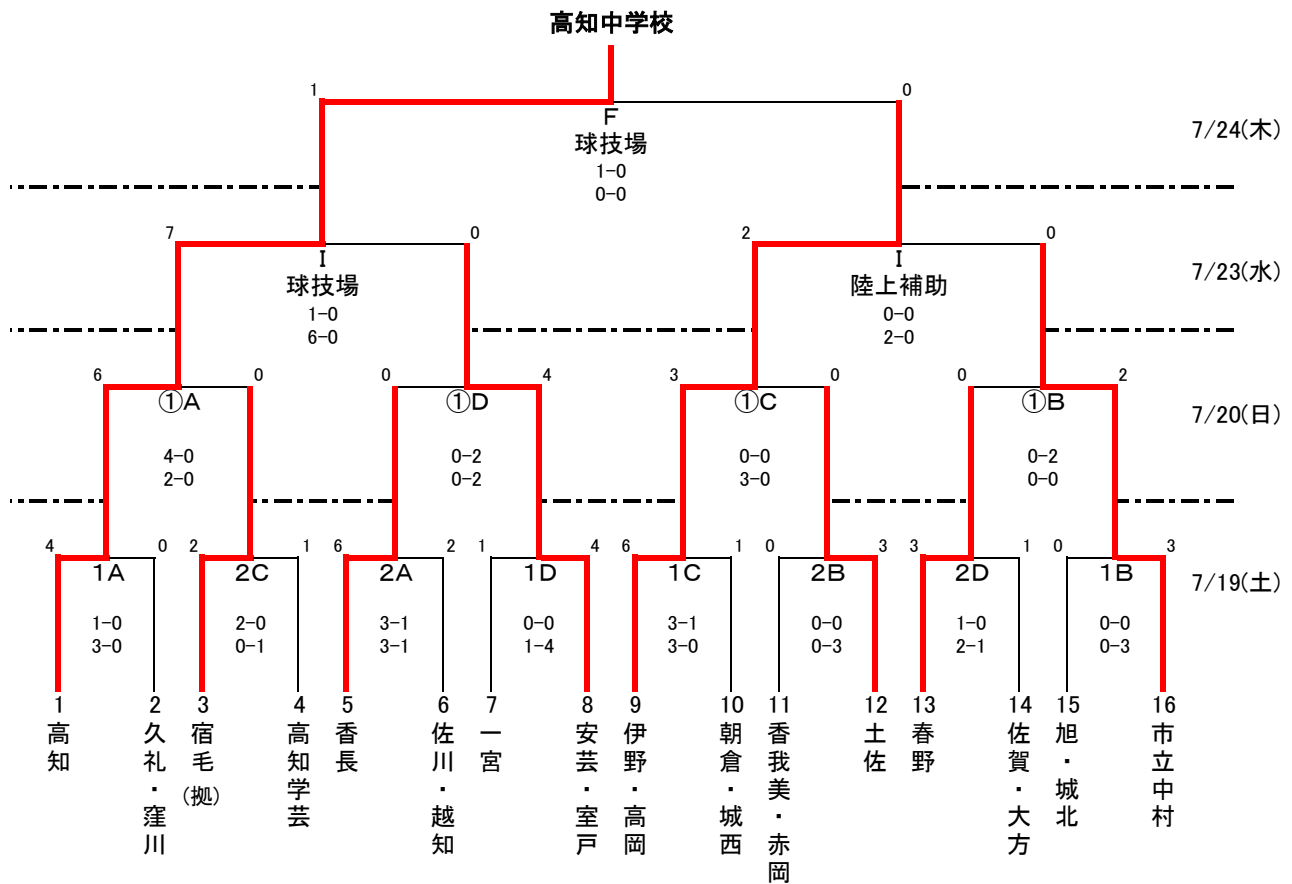 高知中学校
1 0
F
球技場
1-0
0-0
7/24(木)
7 0 2 0
I I
球技場 陸上補助
1-0 0-0
6-0 2-0
7/23(水)
6 0 0 4 3 0 0 2
①A ①D ①C ①B
4-0 0-2 0-0 0-2
2-0 0-2 3-0 0-0
7/20(日)
4 0 2 1 6 2 1 4 6 1 0 3 3 1 0 3
1A 2C 2A 1D 1C 2B 2D 1B
1-0 2-0 3-1 0-0 3-1 0-0 1-0 0-0
3-0 0-1 3-1 1-4 3-0 0-3 2-1 0-3
7/19(土)
1 2 3 4 5 6 7 8 9 10 11 12 13 14 15 16
高知
久礼・窪川
宿毛(拠)
高知学芸
香長
佐川・越知
一宮
安芸・室戸
伊野・高岡
朝倉・城西
香我美・赤岡
土佐
春野
佐賀・大方
旭・城北
市立中村